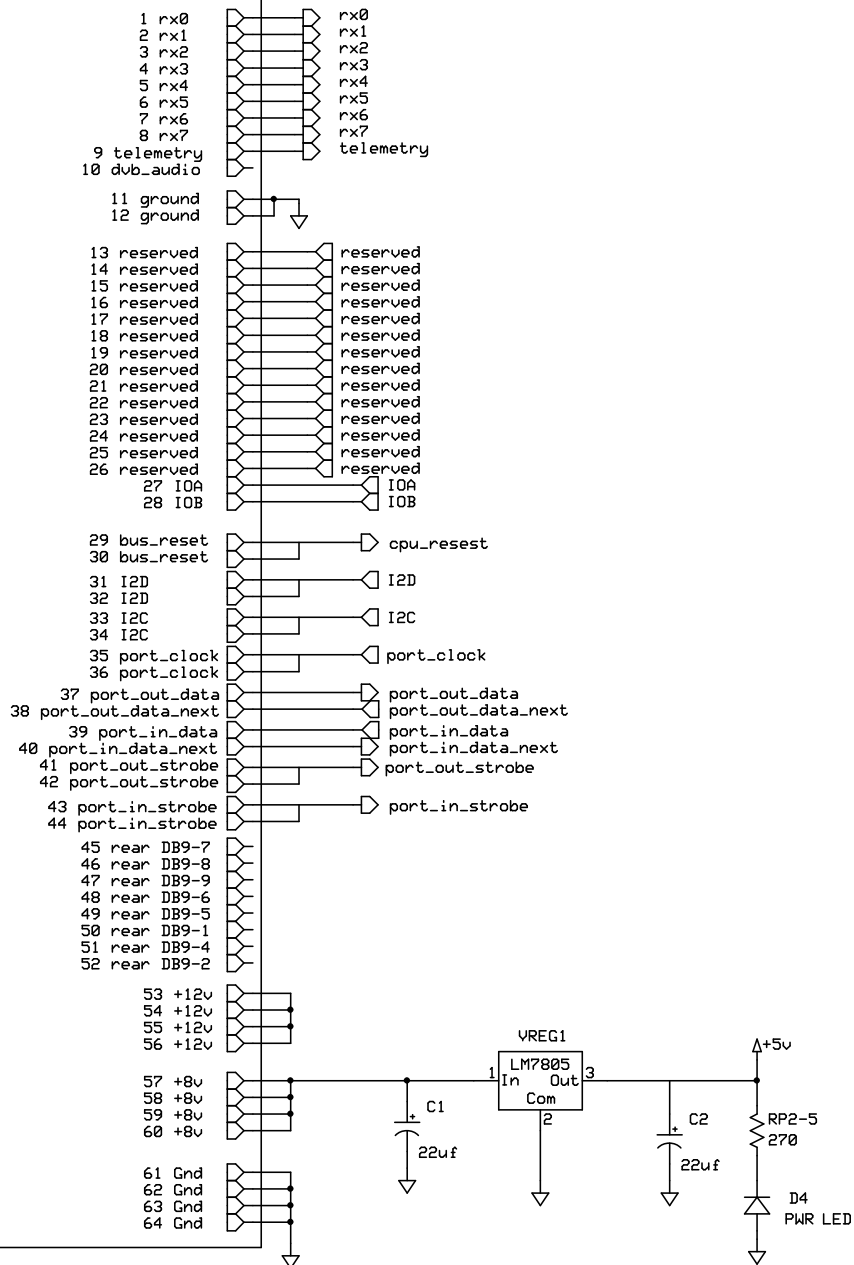 1 rx0 rx0
2 rx1 rx1
3 rx2 rx2
4 rx3 rx3
5 rx4 rx4
6 rx5 rx5
7 rx6 rx6
8 rx7 rx7
9 telemetry telemetry
10 dvb_audio
11 ground
12 ground
13 reserved reserved
14 reserved reserved
15 reserved reserved
16 reserved reserved
17 reserved reserved
18 reserved reserved
19 reserved reserved
20 reserved reserved
21 reserved reserved
22 reserved reserved
23 reserved reserved
24 reserved reserved
25 reserved reserved
26 reserved reserved
27 IOA IOA
28 IOB IOB
29 bus_reset cpu_resest
30 bus_reset
31 I2D I2D
32 I2D
33 I2C I2C
34 I2C
35 port_clock port_clock
36 port_clock
37 port_out_data port_out_data
38 port_out_data_next port_out_data_next
39 port_in_data port_in_data
40 port_in_data_next port_in_data_next
41 port_out_strobe port_out_strobe
42 port_out_strobe
43 port_in_strobe port_in_strobe
44 port_in_strobe
45 rear DB9-7
46 rear DB9-8
47 rear DB9-9
48 rear DB9-6
49 rear DB9-5
50 rear DB9-1
51 rear DB9-4
52 rear DB9-2
53 +12v
54 +12v
55 +12v
56 +12v
VREG1
+5v
LM7805
57 +8v 1 In Out 3
58 +8v Com
59 +8v + C1 2 + C2 RP2-5
60 +8v 270
22uf 22uf
61 Gnd
62 Gnd
63 Gnd D4
64 Gnd PWR LED